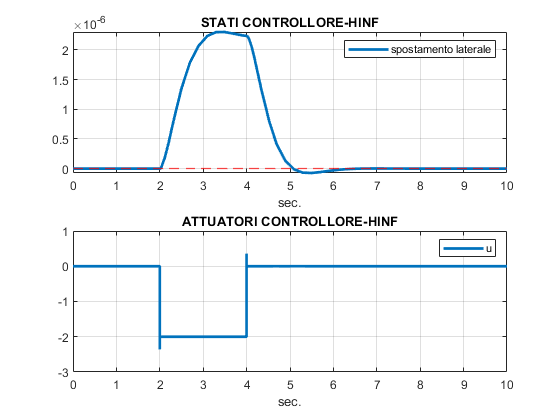 STATI CONTROLLORE-HINF
×10-6
spostamento laterale
2
1.5
1
0.5
0
0 1 2 3 4 5 6 7 8 9 10
sec.
ATTUATORI CONTROLLORE-HINF
u
1
0
-1
-2
-3
0 1 2 3 4 5 6 7 8 9 10
sec.